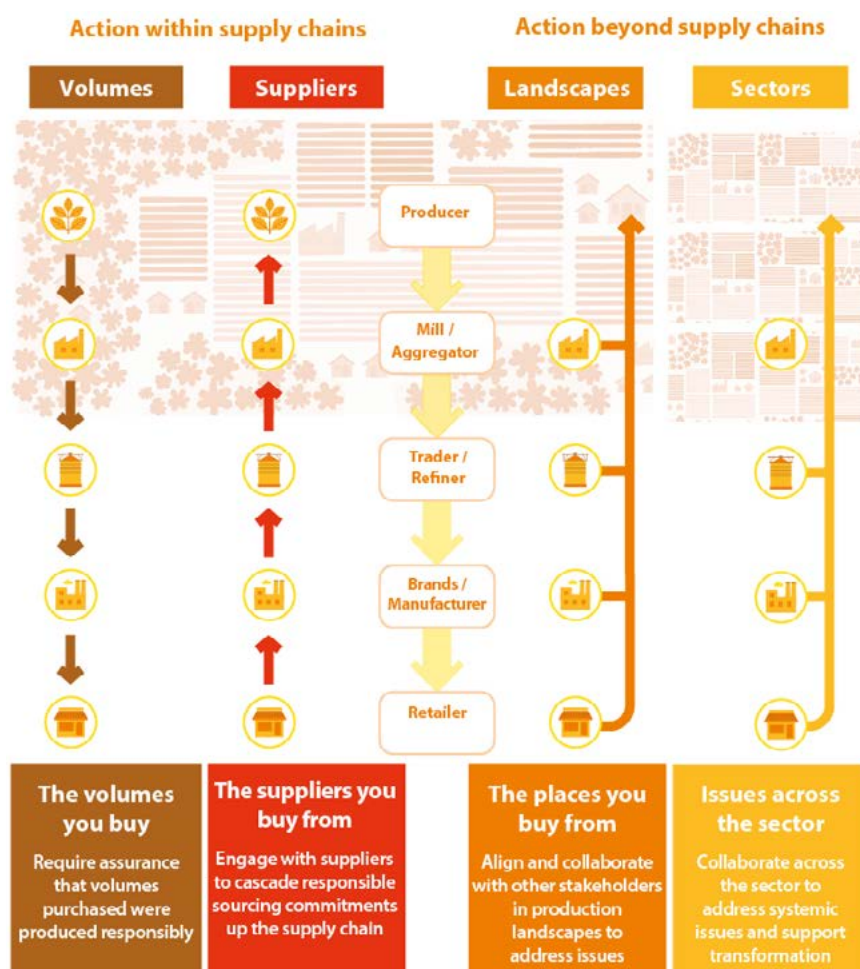 Action within supply chains
Action beyond supply chains
Volumes
Suppliers
Landscapes
Sectors
Producer
Mill /
Aggregator
Trader /
Refiner
Brands /
Manufacturer
Retailer
The volumes
you buy
Require assurance
that volumes
purchased were
produced responsibly
The suppliers you
buy from
Engage with suppliers
to cascade responsible
sourcing commitments
up the supply chain
The places you
buy from
Align and collaborate
with other stakeholders
in production
landscapes to
address issues
Issues across
the sector
Collaborate across
the sector to
address systemic
issues and support
transformation